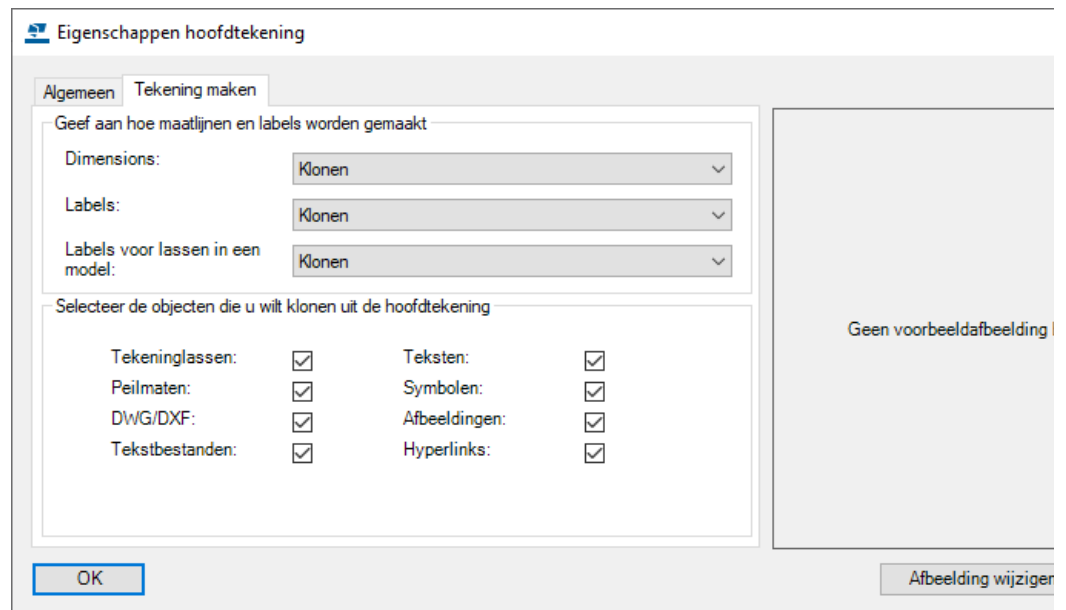 Eigenschappen hoofdtekening
Algemeen Tekening maken
Geef aan hoe maatlijnen en labels worden gemaakt
Dimensions: Klonen
Labels: Klonen
Labels voor lassen in een
model: Klonen
Selecteer de objecten die u wilt klonen uit de hoofdtekening
Tekeninglassen: Teksten:
Peilmaten: Symbolen:
DWG/DXF: Afbeeldingen:
Tekstbestanden: Hyperlinks:
Geen voorbeeldafbeelding
OK
Afbeelding wijzigen